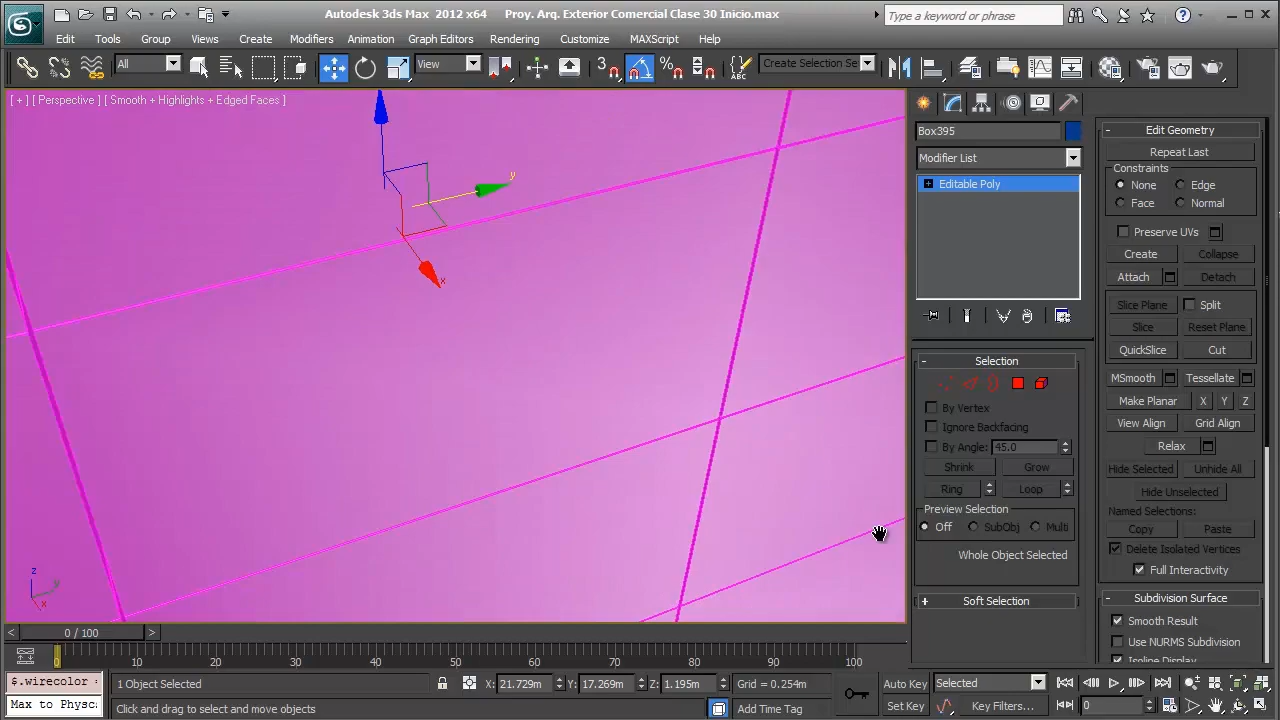 Autodesk 3ds Max 2012 x64 Proy. Arq. Exterior Comercial Clase 30 Inicio.max
Type a keyword or phrase
Edit Tools Group Views Create Modifiers Animation Graph Editors Rendering Customize MAXScript Help
All View 3 Create Selection Se
[ + ] [ Perspective ] [ Smooth + Highlights + Edged Faces ]
y
x
z
y
x
Box395
Modifier List
Editable Poly
Selection
By Vertex
Ignore Backfacing
By Angle: 45.0
Shrink Grow
Ring Loop
Preview Selection
Off SubObj Multi
Whole Object Selected
Soft Selection
Edit Geometry
Repeat Last
Constraints
None Edge
Face Normal
Preserve UVs
Create Collapse
Attach Detach
Slice Plane Split
Slice Reset Plane
QuickSlice Cut
MSmooth Tessellate
Make Planar X Y Z
View Align Grid Align
Relax
Hide Selected Unhide All
Hide Unselected
Named Selections:
Copy Paste
Delete Isolated Vertices
Full Interactivity
Subdivision Surface
Smooth Result
Use NURMS Subdivision
Isoline Display
< 0 / 100 >
0 10 20 30 40 50 60 70 80 90 100
$.wirecolor =
1 Object Selected X: 21.729m Y: 17.269m Z: 1.195m Grid = 0.254m Auto Key Selected
Max to Physc
Click and drag to select and move objects Add Time Tag Set Key Key Filters... 0